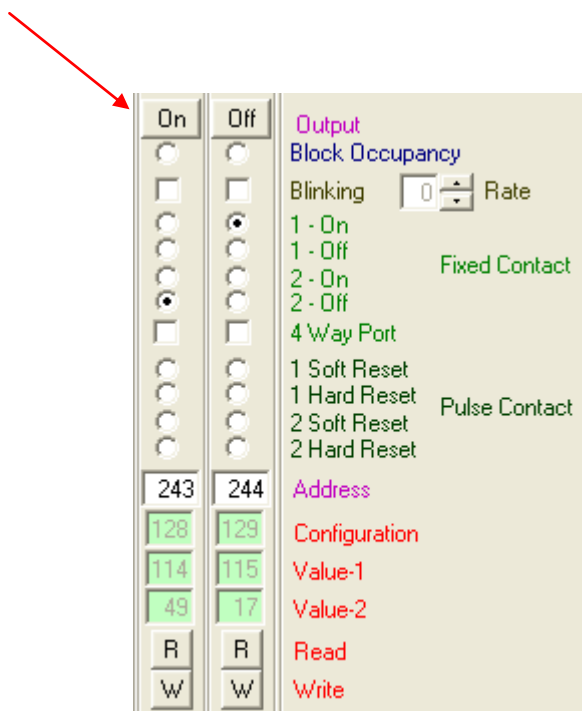 On Off Output
Block Occupancy
Blinking 0 Rate
1 - On
1 - Off
Fixed Contact
2 - On
2 - Off
4 Way Port
1 Soft Reset
1 Hard Reset
Pulse Contact
2 Soft Reset
2 Hard Reset
243 244 Address
128 129 Configuration
114 115 Value-1
49 17 Value-2
R R Read
W W Write